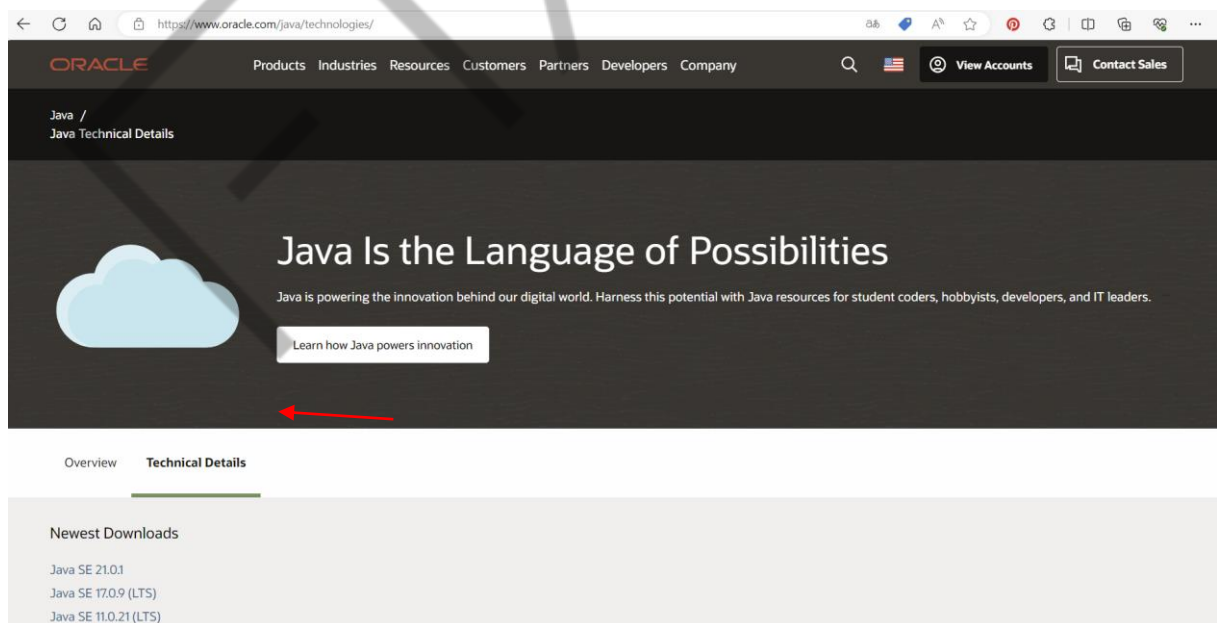 https://www.oracle.com/java/technologies/
ORACLE
Products Industries Resources Customers Partners Developers Company
View Accounts
Contact Sales
Java /
Java Technical Details
Java Is the Language of Possibilities
Java is powering the innovation behind our digital world. Harness this potential with Java resources for student coders, hobbyists, developers, and IT leaders.
Learn how Java powers innovation
Overview Technical Details
Newest Downloads
Java SE 21.0.1
Java SE 17.0.9 (LTS)
Java SE 11.0.21 (LTS)